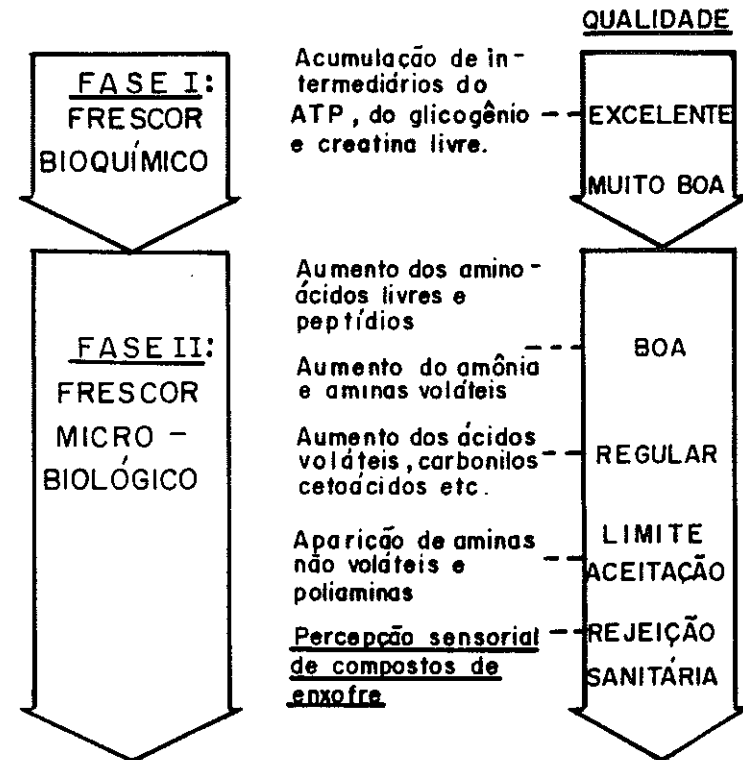 QUALIDADE
FASE I:
FRESCOR
BIOQUÍMICO
Acumulação de in-
termediários do
ATP, do glicogênio
e creatina livre.
EXCELENTE
MUITO BOA
FASE II:
FRESCOR
MICRO-
BIOLÓGICO
Aumento dos amino-
ácidos livres e
peptídios
Aumento do amônia
e aminas voláteis
BOA
Aumento dos ácidos
voláteis, carbonilos
cetoácidos etc.
REGULAR
Aparicão de aminas
não voláteis e
poliaminas
LIMITE
ACEITAÇÃO
Percepção sensorial
de compostos de
enxofre
REJEIÇÃO
SANITÁRIA